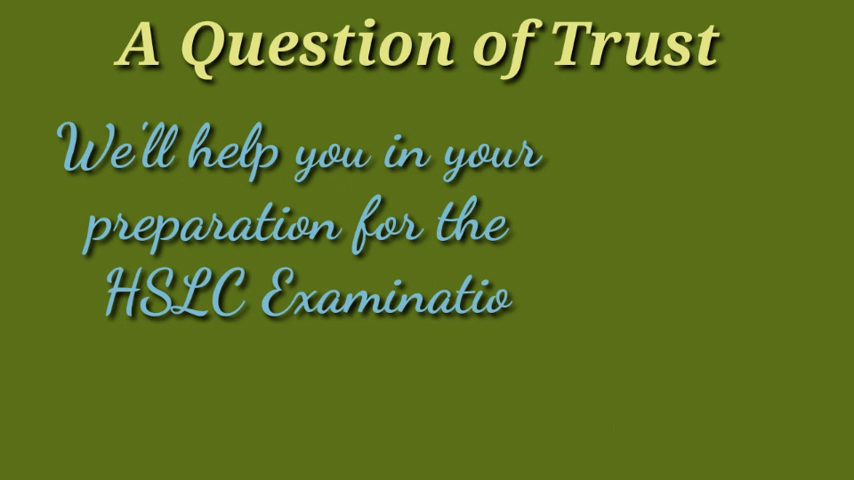 A Question of Trust
We'll help you in your
preparation for the
HSLC Examinatio